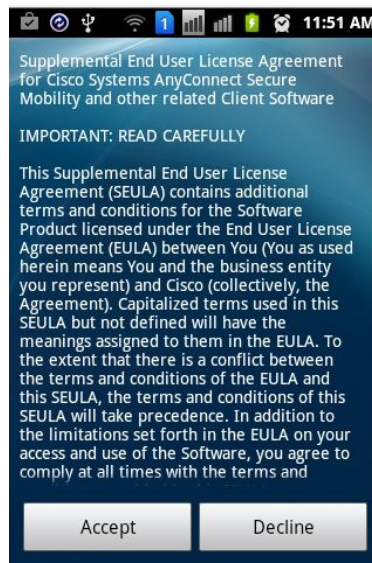 1
11:51 AM
Supplemental End User License Agreement
for Cisco Systems AnyConnect Secure
Mobility and other related Client Software
IMPORTANT: READ CAREFULLY
This Supplemental End User License
Agreement (SEULA) contains additional
terms and conditions for the Software
Product licensed under the End User License
Agreement (EULA) between You (You as used
herein means You and the business entity
you represent) and Cisco (collectively, the
Agreement). Capitalized terms used in this
SEULA but not defined will have the
meanings assigned to them in the EULA. To
the extent that there is a conflict between
the terms and conditions of the EULA and
this SEULA, the terms and conditions of this
SEULA will take precedence. In addition to
the limitations set forth in the EULA on your
access and use of the Software, you agree to
comply at all times with the terms and
Accept
Decline